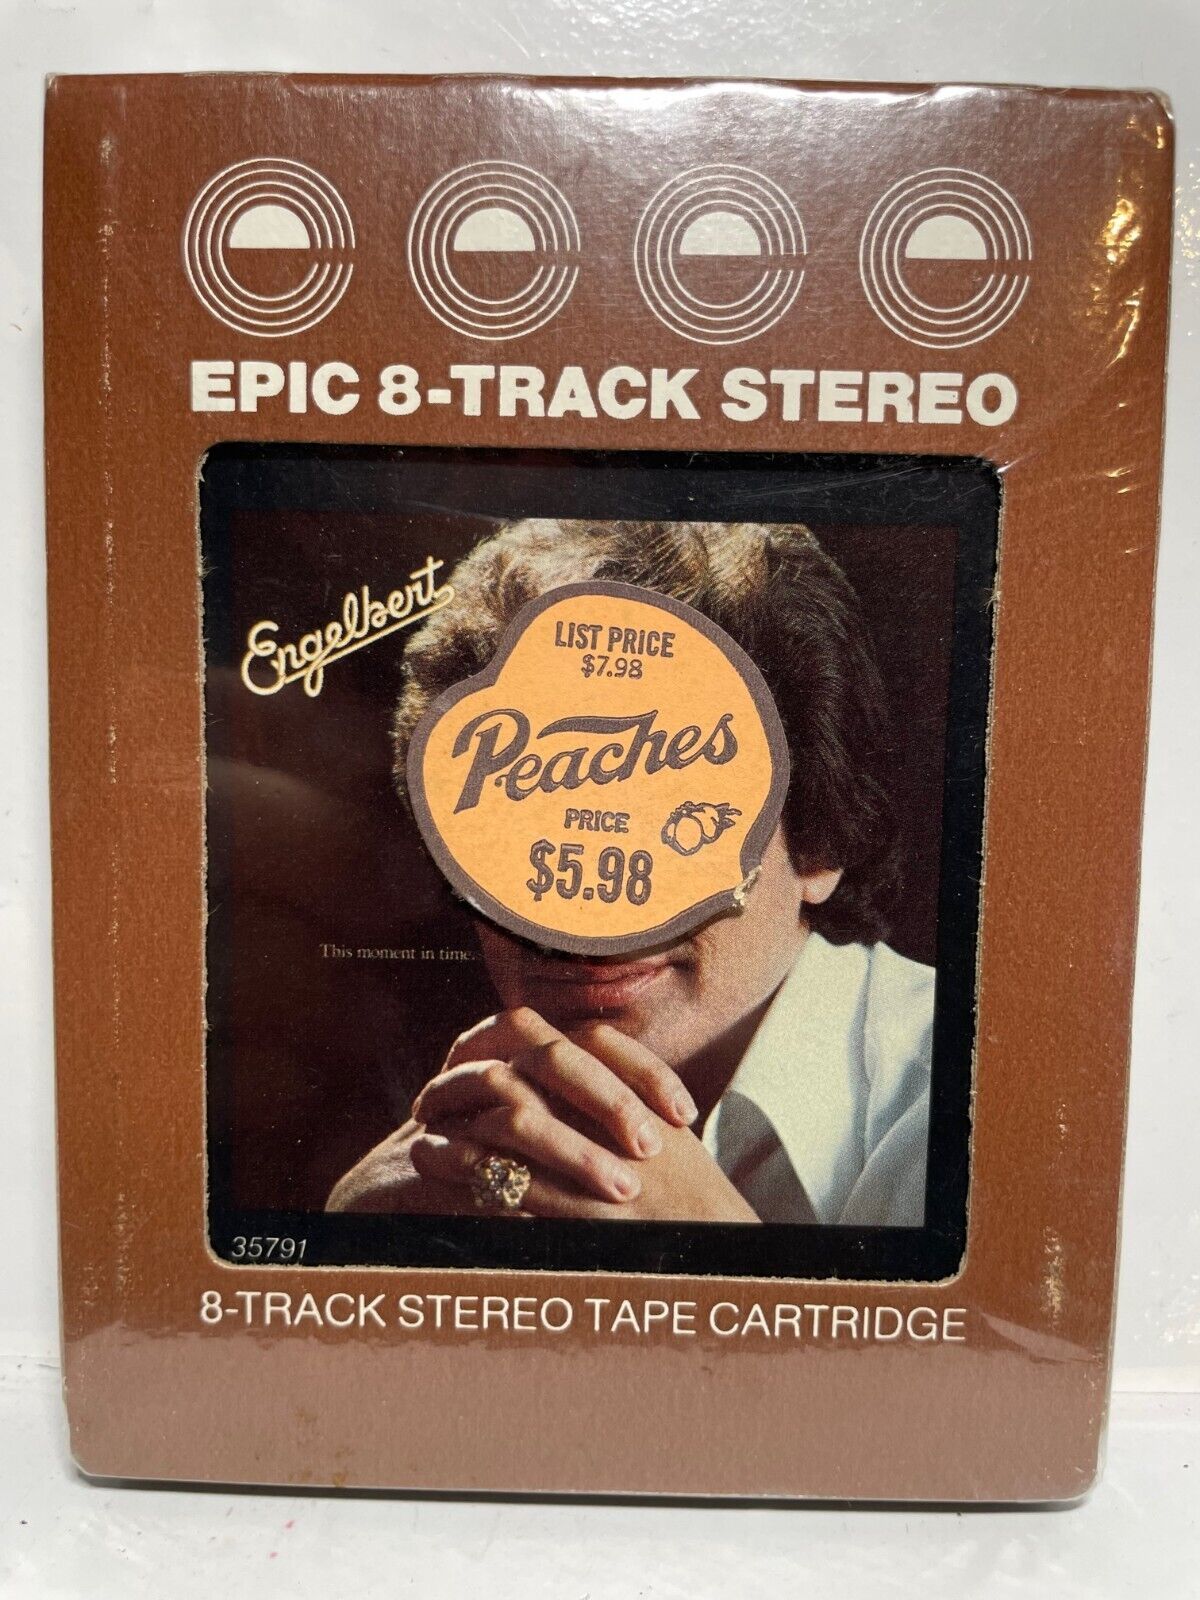 EPIC 8-TRACK STEREO
Engelbert
LIST PRICE
$7.98
Peaches
PRICE
$5.98
This moment in time.
35791
8-TRACK STEREO TAPE CARTRIDGE